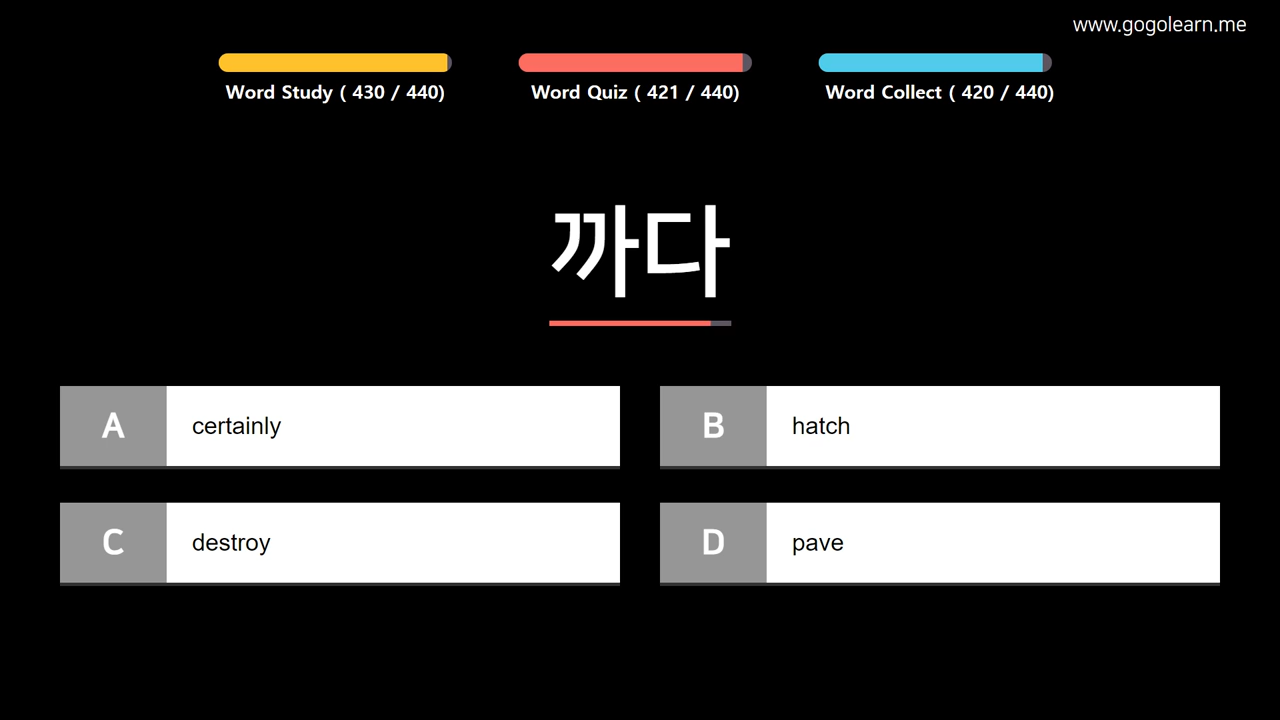 www.gogolearn.me
Word Study ( 430 / 440)
Word Quiz ( 421 / 440)
Word Collect ( 420 / 440)
까다
A certainly
B hatch
C destroy
D pave